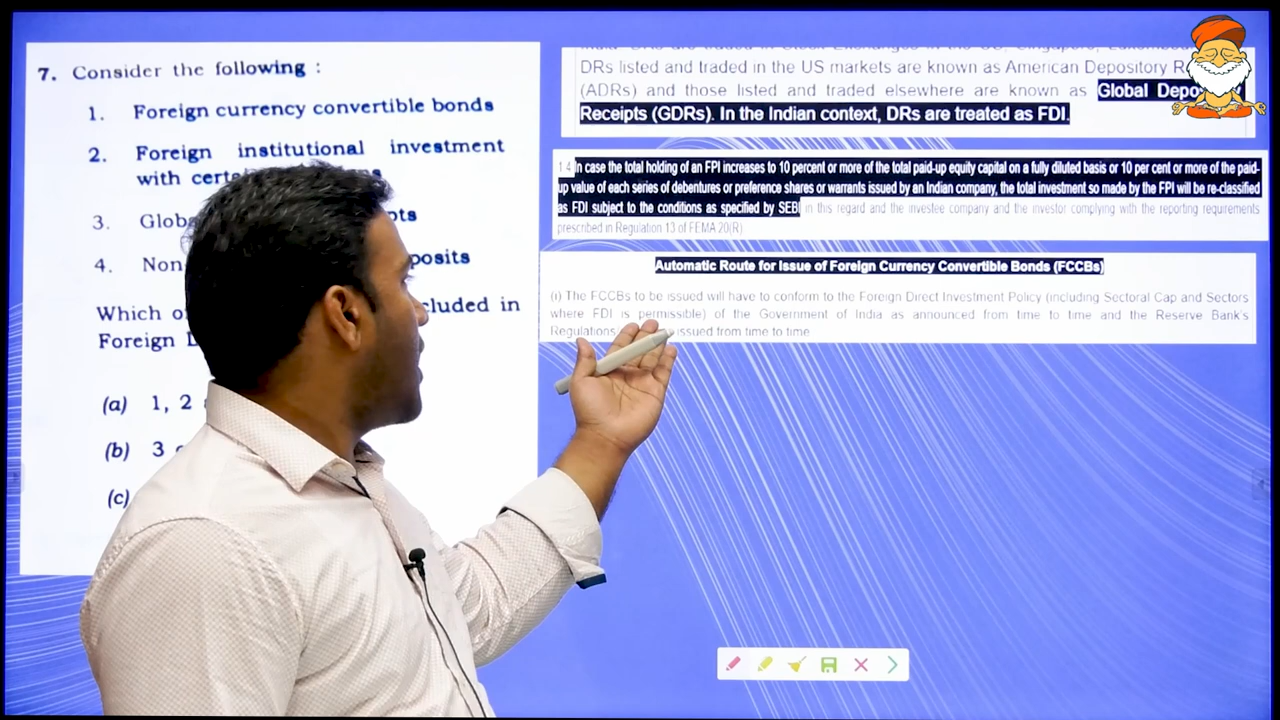 7. Consider the following :
1. Foreign currency convertible bonds
2. Foreign institutional investment
with
3.
4.
Which
Foreign
(a) 1, 2
(b) 3
(c)
DRs listed and traded in the US markets are known as American Depository
(ADRs) and those listed and traded elsewhere are known as Global
Receipts (GDRs). In the Indian context, DRs are treated as FDI.
1.4 In case the total holding of an FPI increases to 10 percent or more of the total paid-up equity capital on a fully diluted basis or 10 per cent or more of the paid-
up value of each series of debentures or preference shares or warrants issued by an Indian company, the total investment so made by the FPI will be re-classified
as FDI subject to the conditions as specified by SEBI in this regard and the investee company and the investor complying with the reporting requirements
prescribed in Regulation 13 of FEMA 20(R)
Automatic Route for Issue of Foreign Currency Convertible Bonds (FCCBs)
(i) The FCCBs to be issued will have to conform to the Foreign Direct Investment Policy (including Sectoral Cap and Sectors
where FDI is permissible) of the Government of India as announced from time to time and the Reserve Bank's
Regulations issued from time to time